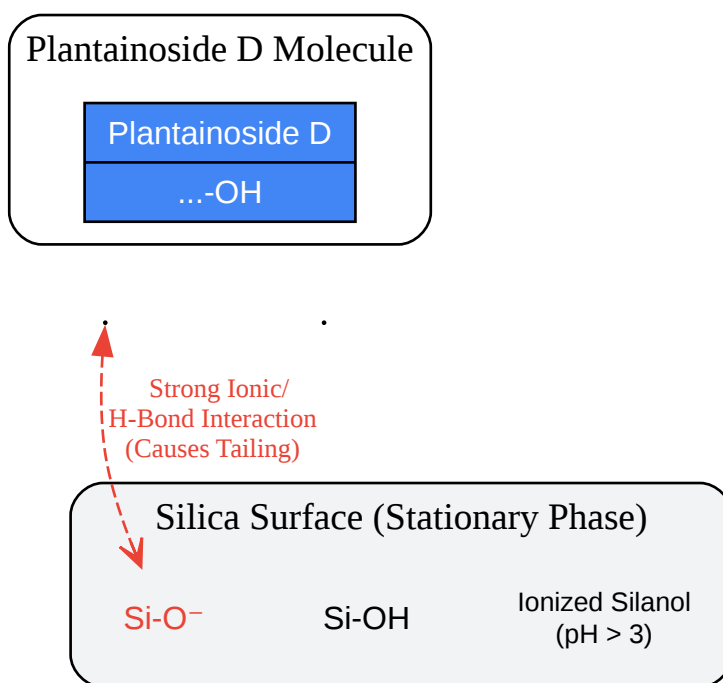 Plantainoside D Molecule
Plantainoside D
...-OH
.
.
Strong Ionic/
H-Bond Interaction
(Causes Tailing)
Silica Surface (Stationary Phase)
Si-O⁻
Si-OH
Ionized Silanol
(pH > 3)